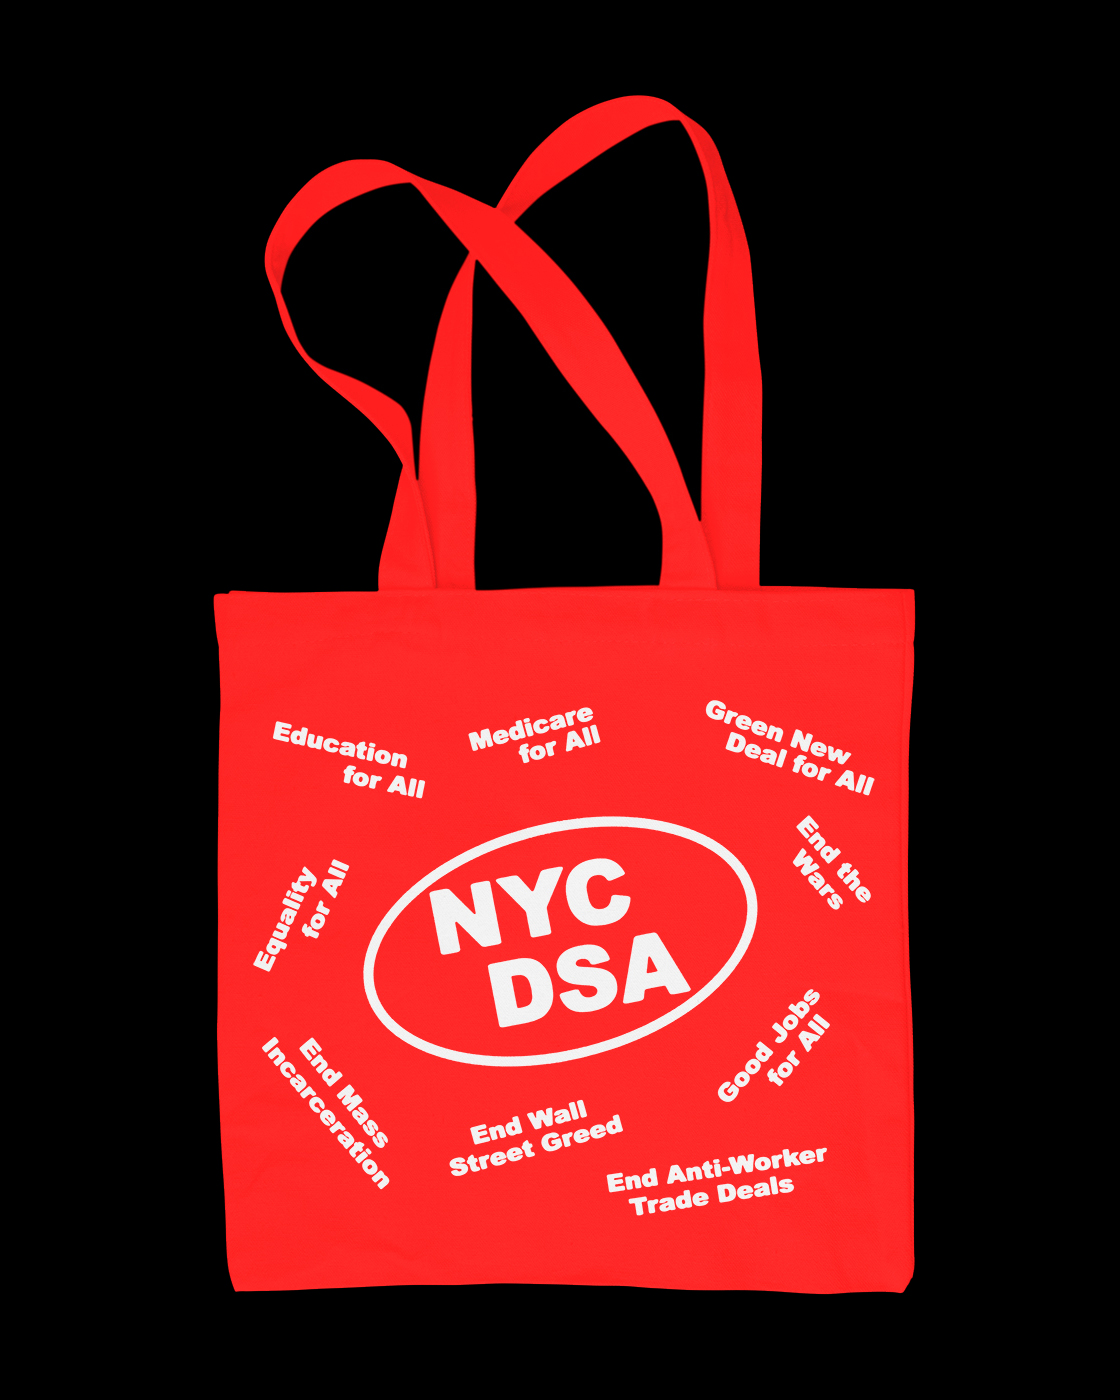 Education
for All
Medicare
for All
Green New
Deal for All
End the
Wars
Equality
for All
NYC
DSA
Good Jobs
for All
End Mass
Incarceration
End Wall
Street Greed
End Anti-Worker
Trade Deals